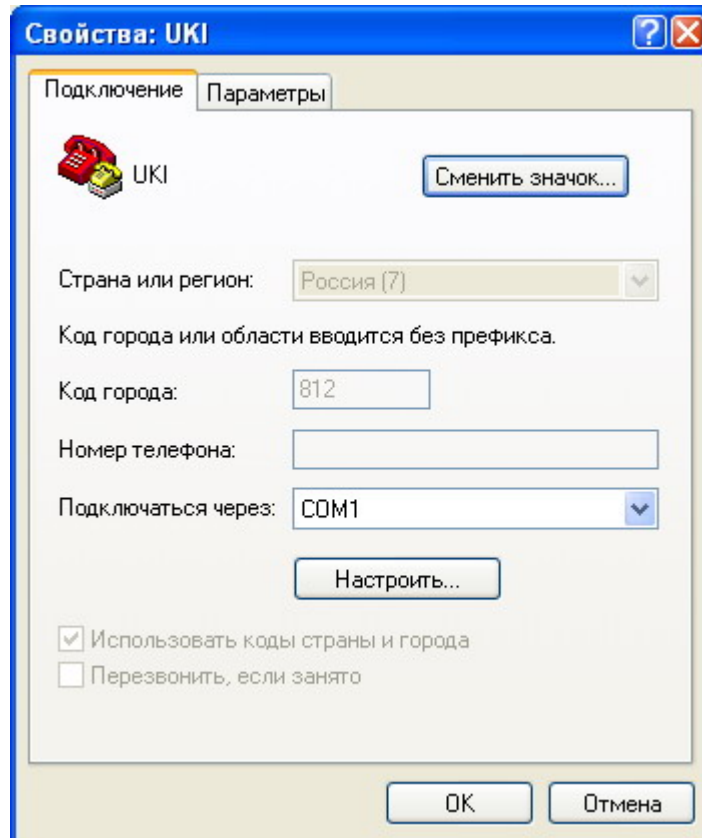 Свойства: UKI
Подключение Параметры
UKI Сменить значок...
Страна или регион: Россия (7)
Код города или области вводится без префикса.
Код города: 812
Номер телефона:
Подключаться через: COM1
Настроить...
Использовать коды страны и города
Перезвонить, если занято
OK Отмена